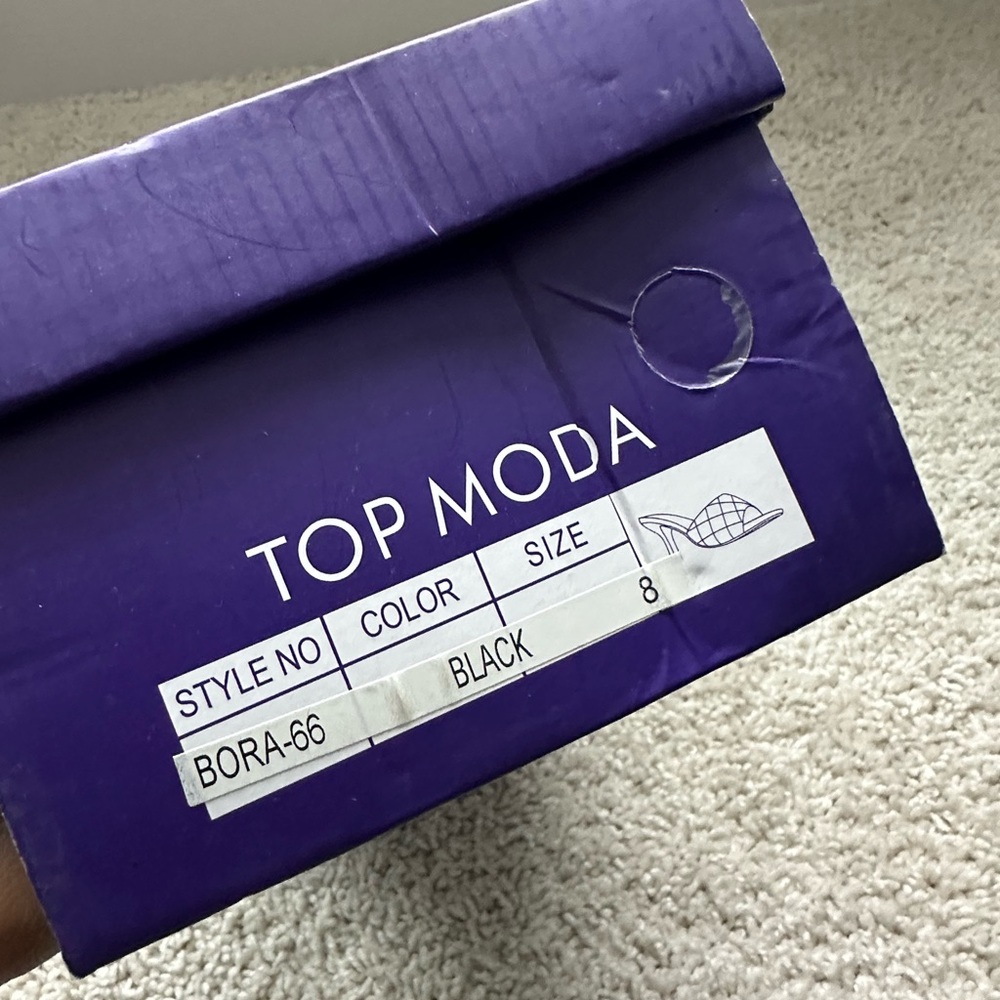 TOP MODA
STYLE NO COLOR SIZE
BORA-66 BLACK 8